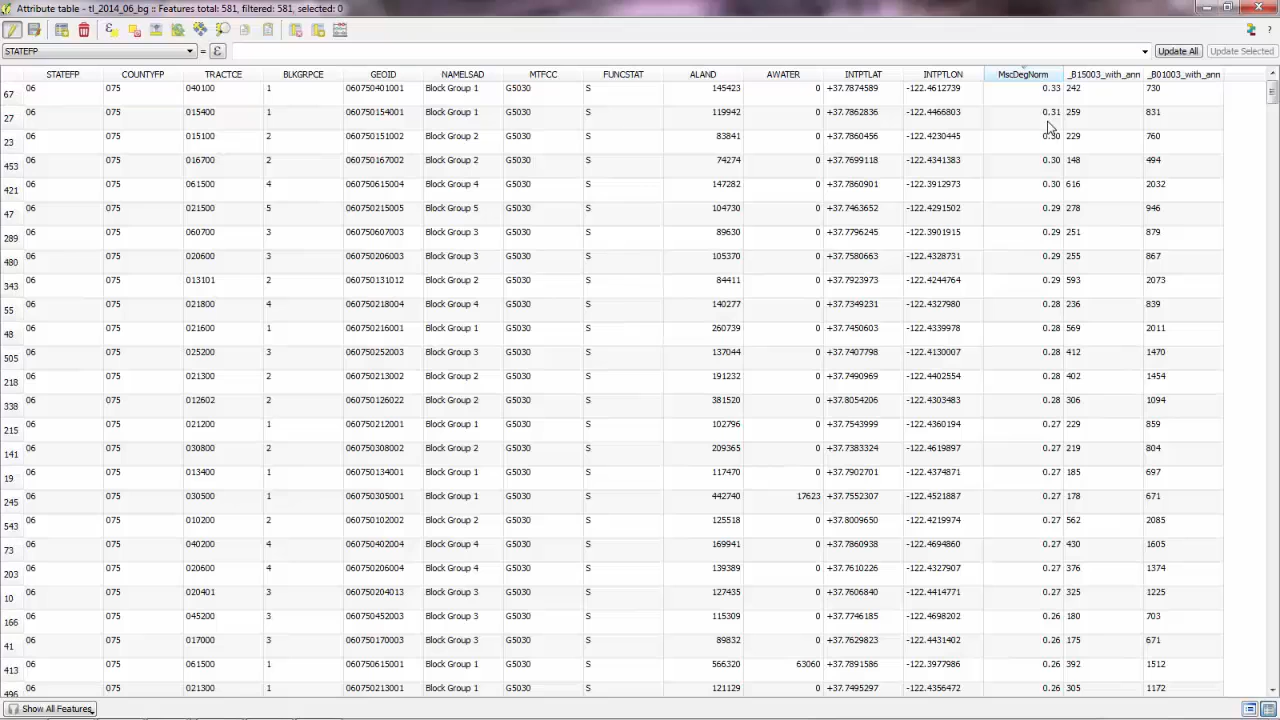 Attribute table - tl_2014_06_bg :: Features total: 581, filtered: 581, selected: 0
STATEFP = ε Update All Update Selected
STATEFP COUNTYFP TRACTCE BLKGRPCE GEOID NAMELSAD MTFCC FUNCSTAT ALAND AWATER INTPTLAT INTPTLON MscDegNorm _B15003_with_ann _B01003_with_ann
67 06 075 040100 1 060750401001 Block Group 1 G5030 S 145423 0 +37.7874589 -122.4612739 0.33 242 730
27 06 075 015400 1 060750154001 Block Group 1 G5030 S 119942 0 +37.7862836 -122.4466803 0.31 259 831
23 06 075 015100 2 060750151002 Block Group 2 G5030 S 83841 0 +37.7860456 -122.4230445 0.30 229 760
453 06 075 016700 2 060750167002 Block Group 2 G5030 S 74274 0 +37.7699118 -122.4341383 0.30 148 494
421 06 075 061500 4 060750615004 Block Group 4 G5030 S 147282 0 +37.7860901 -122.3912973 0.30 616 2032
47 06 075 021500 5 060750215005 Block Group 5 G5030 S 104730 0 +37.7463652 -122.4291502 0.29 278 946
289 06 075 060700 3 060750607003 Block Group 3 G5030 S 89630 0 +37.7796245 -122.3901915 0.29 251 879
480 06 075 020600 3 060750206003 Block Group 3 G5030 S 105370 0 +37.7580663 -122.4328731 0.29 255 867
343 06 075 013101 2 060750131012 Block Group 2 G5030 S 84411 0 +37.7923973 -122.4244764 0.29 593 2073
55 06 075 021800 4 060750218004 Block Group 4 G5030 S 140277 0 +37.7349231 -122.4327980 0.28 236 839
48 06 075 021600 1 060750216001 Block Group 1 G5030 S 260739 0 +37.7450603 -122.4339978 0.28 569 2011
505 06 075 025200 3 060750252003 Block Group 3 G5030 S 137044 0 +37.7407798 -122.4130007 0.28 412 1470
218 06 075 021300 2 060750213002 Block Group 2 G5030 S 191232 0 +37.7490969 -122.4402554 0.28 402 1454
338 06 075 012602 2 060750126022 Block Group 2 G5030 S 381520 0 +37.8054206 -122.4303483 0.28 306 1094
215 06 075 021200 1 060750212001 Block Group 1 G5030 S 102796 0 +37.7543999 -122.4360194 0.27 229 859
141 06 075 030800 2 060750308002 Block Group 2 G5030 S 209365 0 +37.7383324 -122.4619897 0.27 219 804
19 06 075 013400 1 060750134001 Block Group 1 G5030 S 117470 0 +37.7902701 -122.4374871 0.27 185 697
245 06 075 030500 1 060750305001 Block Group 1 G5030 S 442740 17623 +37.7552307 -122.4521887 0.27 178 671
543 06 075 010200 2 060750102002 Block Group 2 G5030 S 125518 0 +37.8009650 -122.4219974 0.27 562 2085
73 06 075 040200 4 060750402004 Block Group 4 G5030 S 169941 0 +37.7860938 -122.4694860 0.27 430 1605
203 06 075 020600 4 060750206004 Block Group 4 G5030 S 139389 0 +37.7610226 -122.4327907 0.27 376 1374
10 06 075 020401 3 060750204013 Block Group 3 G5030 S 127435 0 +37.7606840 -122.4414771 0.27 325 1225
166 06 075 045200 3 060750452003 Block Group 3 G5030 S 115309 0 +37.7746185 -122.4698202 0.26 180 703
41 06 075 017000 3 060750170003 Block Group 3 G5030 S 89832 0 +37.7629823 -122.4431402 0.26 175 671
413 06 075 061500 1 060750615001 Block Group 1 G5030 S 566320 63060 +37.7891586 -122.3977986 0.26 392 1512
496 06 075 021300 1 060750213001 Block Group 1 G5030 S 121129 0 +37.7495297 -122.4356472 0.26 305 1172
Show All Features